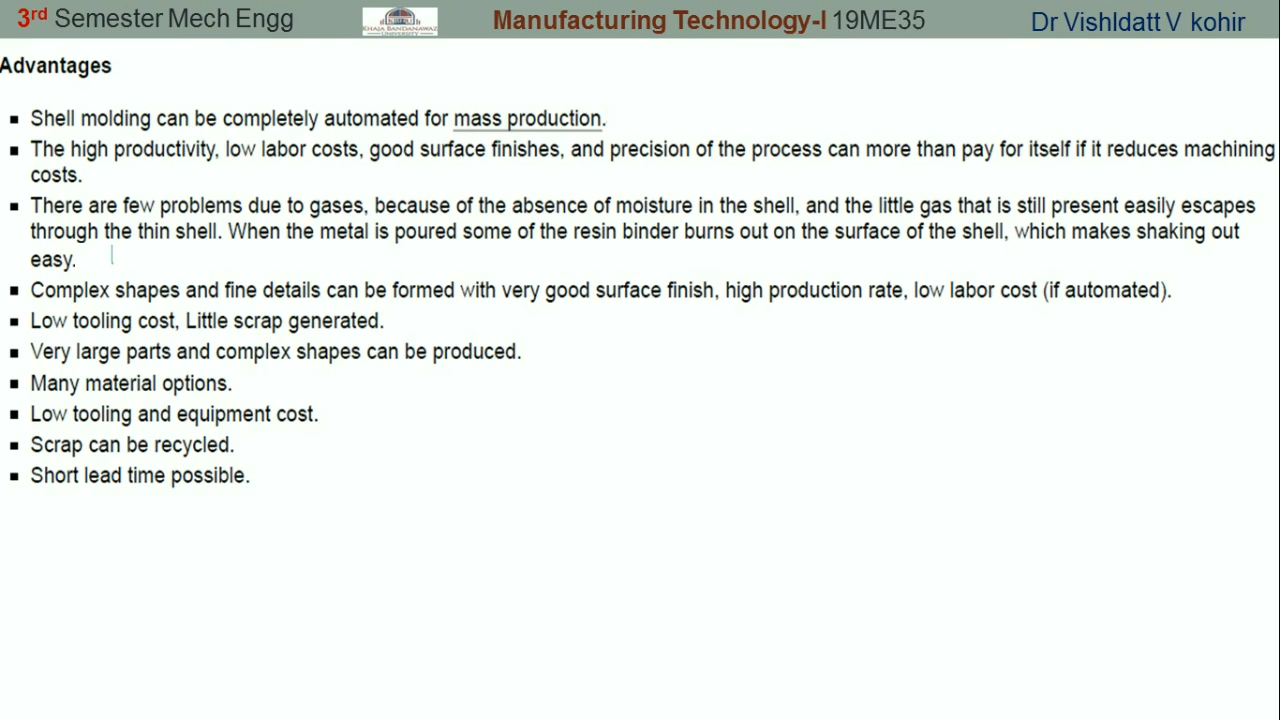 3rd Semester Mech Engg
KHAJA BANDANAWAZ
UNIVERSITY
Manufacturing Technology-I 19ME35
Dr Vishldatt V kohir
Advantages
▪ Shell molding can be completely automated for mass production.
▪ The high productivity, low labor costs, good surface finishes, and precision of the process can more than pay for itself if it reduces machining
costs.
▪ There are few problems due to gases, because of the absence of moisture in the shell, and the little gas that is still present easily escapes
through the thin shell. When the metal is poured some of the resin binder burns out on the surface of the shell, which makes shaking out
easy.
▪ Complex shapes and fine details can be formed with very good surface finish, high production rate, low labor cost (if automated).
▪ Low tooling cost, Little scrap generated.
▪ Very large parts and complex shapes can be produced.
▪ Many material options.
▪ Low tooling and equipment cost.
▪ Scrap can be recycled.
▪ Short lead time possible.